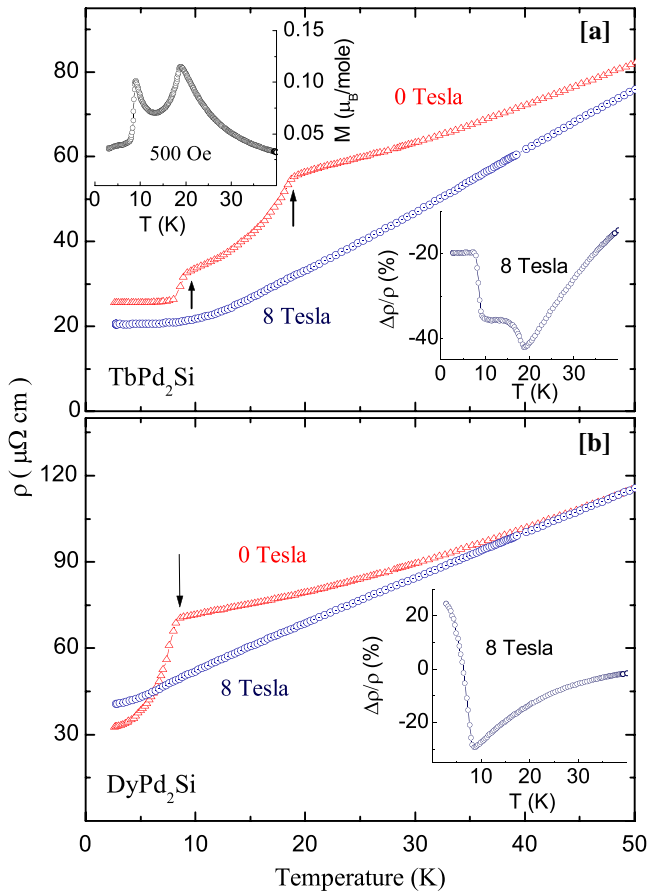 [a]
80
60
40
20
0
0 Tesla
8 Tesla
TbPd2Si
0.10
0.15
0.05
M (μB/mole)
500 Oe
0 10 20 30
T (K)
-20
-40
Δρ/ρ (%)
8 Tesla
0 10 20 30
T (K)
ρ ( μΩ cm)
[b]
120
90
60
30
0 Tesla
8 Tesla
DyPd2Si
20
0
-20
Δρ/ρ (%)
8 Tesla
0 10 20 30
T (K)
0 10 20 30 40 50
Temperature (K)